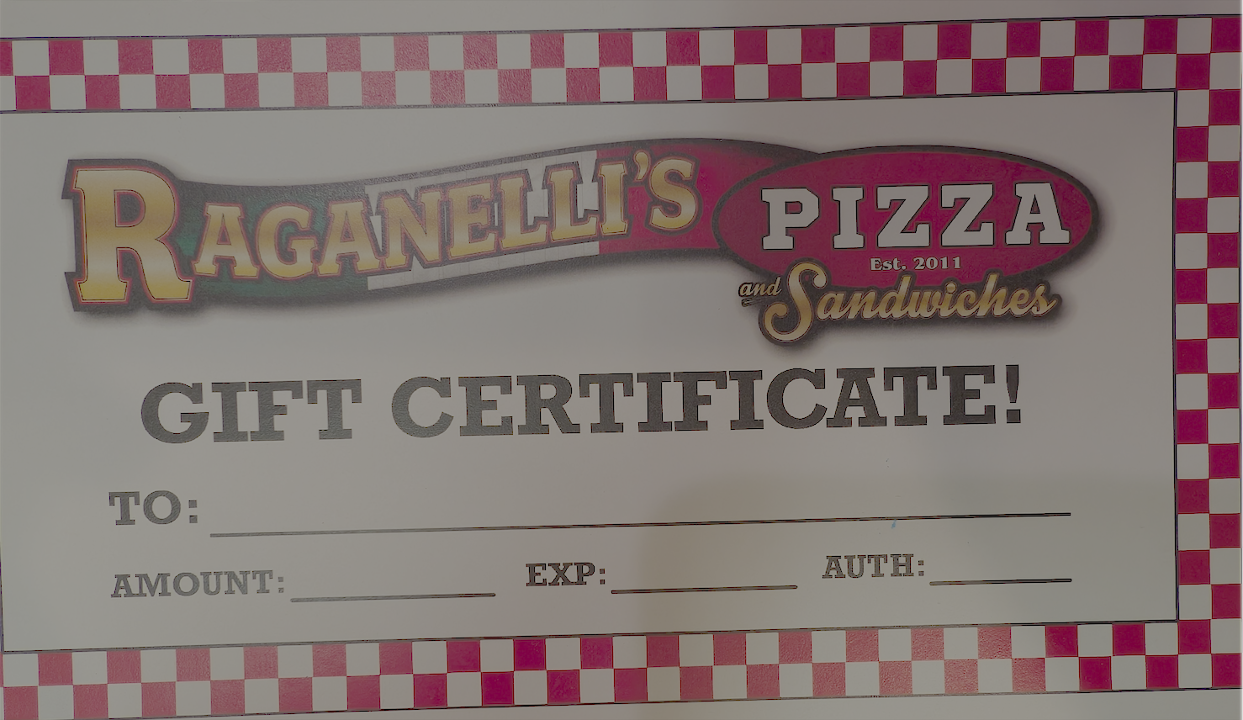 RAGANELLI'S PIZZA
Est. 2011
and Sandwiches
GIFT CERTIFICATE!
TO:
AMOUNT: EXP: AUTH: